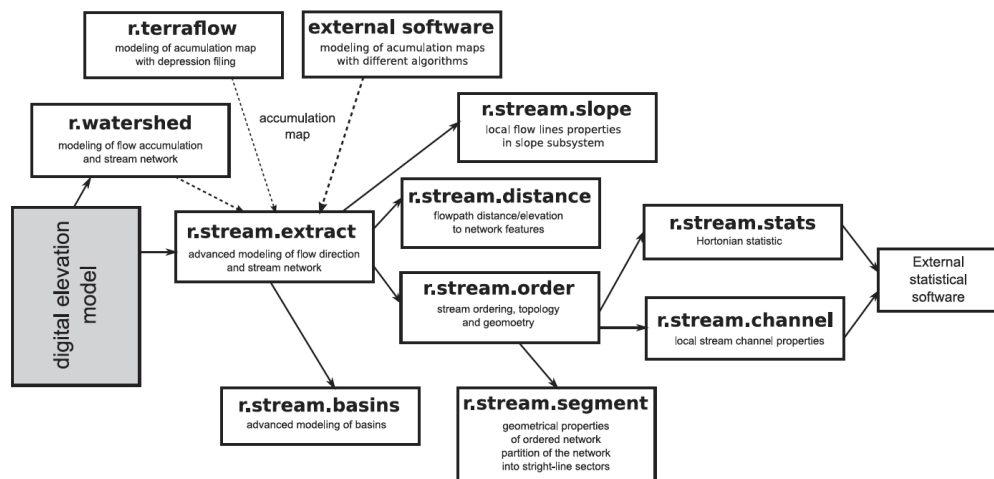 r.terraflow
modeling of acumulation map
with depression filing
external software
modeling of acumulation maps
with different algorithms
accumulation
map
r.watershed
modeling of flow accumulation
and stream network
r.stream.slope
local flow lines properties
in slope subsystem
digital elevation
model
r.stream.extract
advanced modeling of flow direction
and stream network
r.stream.distance
flowpath distance/elevation
to network features
r.stream.order
stream ordering, topology
and geomoetry
r.stream.stats
Hortonian statistic
r.stream.channel
local stream channel properties
External
statistical
software
r.stream.basins
advanced modeling of basins
r.stream.segment
geometrical properties
of ordered network
partition of the network
into stright-line sectors